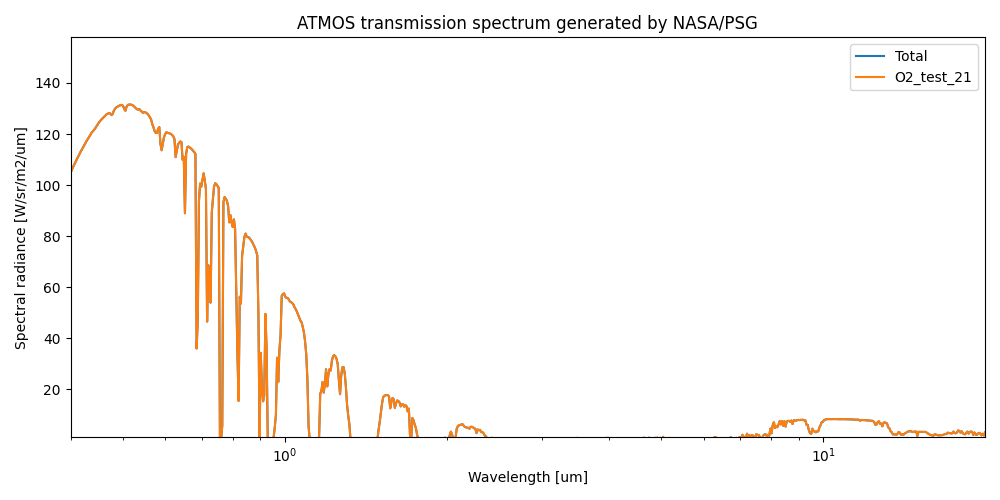 ATMOS transmission spectrum generated by NASA/PSG
Total
O2_test_21
Spectral radiance [W/sr/m2/um]
140
120
100
80
60
40
20
10^0
10^1
Wavelength [um]